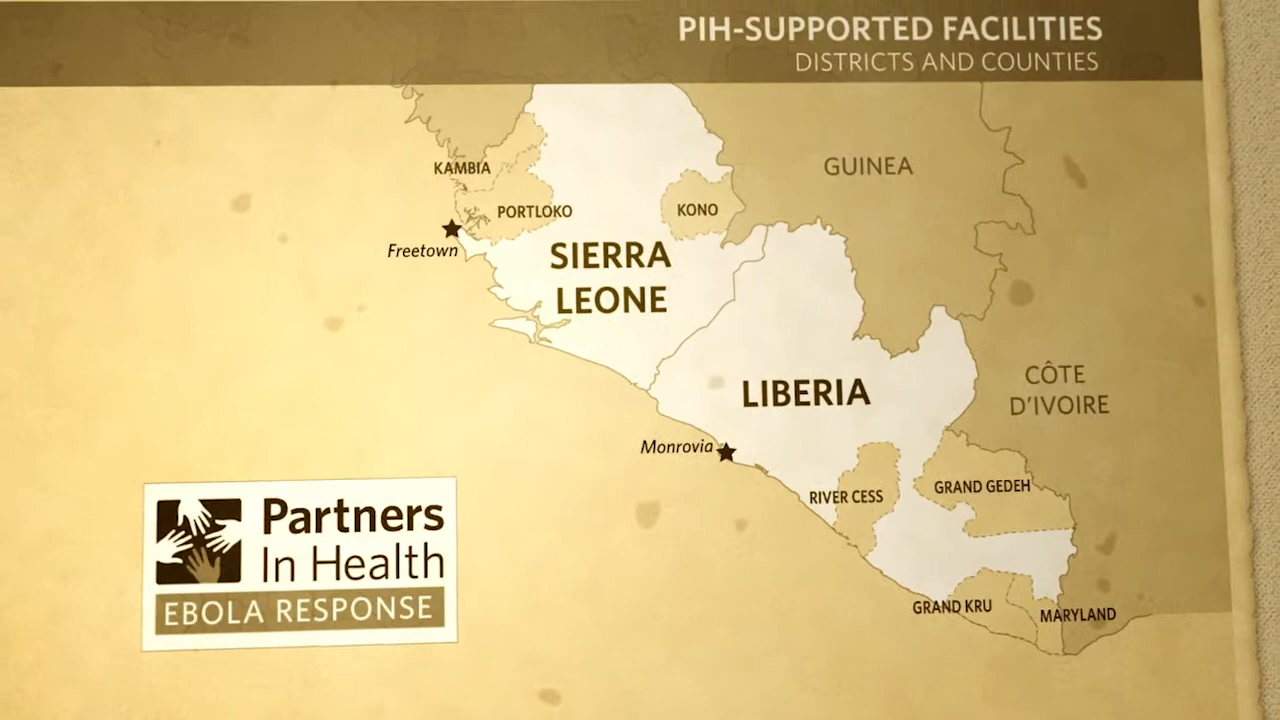 PIH-SUPPORTED FACILITIES
DISTRICTS AND COUNTIES
KAMBIA
GUINEA
PORTLOKO
KONO
Freetown
SIERRA
LEONE
CÔTE
D'IVOIRE
LIBERIA
Monrovia
RIVER CESS
GRAND GEDEH
GRAND KRU
MARYLAND
Partners
In Health
EBOLA RESPONSE